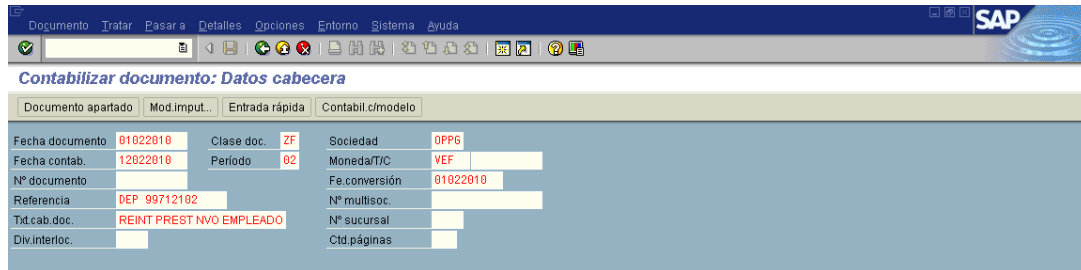 Documento Tratar Pasar a Detalles Opciones Entorno Sistema Ayuda
SAP
Contabilizar documento: Datos cabecera
Documento apartado Mod.imput... Entrada rápida Contabil.c/modelo
Fecha documento 01022010 Clase doc. ZF Sociedad OPPG
Fecha contab. 12022010 Período 02 Moneda/T/C VEF
Nº documento Fe.conversión 01022010
Referencia DEP 99712102 Nº multisoc.
Txt.cab.doc. REINT PREST NVO EMPLEADO Nº sucursal
Div.interloc. Ctd.páginas